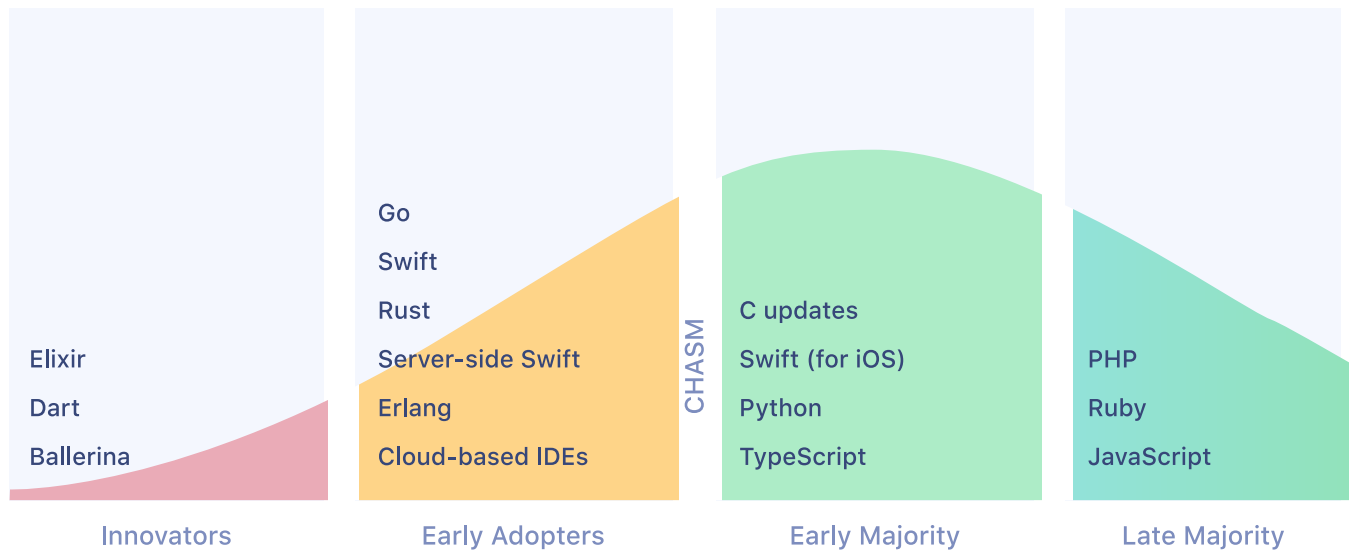 Elixir
Dart
Ballerina
Innovators
Go
Swift
Rust
Server-side Swift
Erlang
Cloud-based IDEs
Early Adopters
CHASM
C updates
Swift (for iOS)
Python
TypeScript
Early Majority
PHP
Ruby
JavaScript
Late Majority